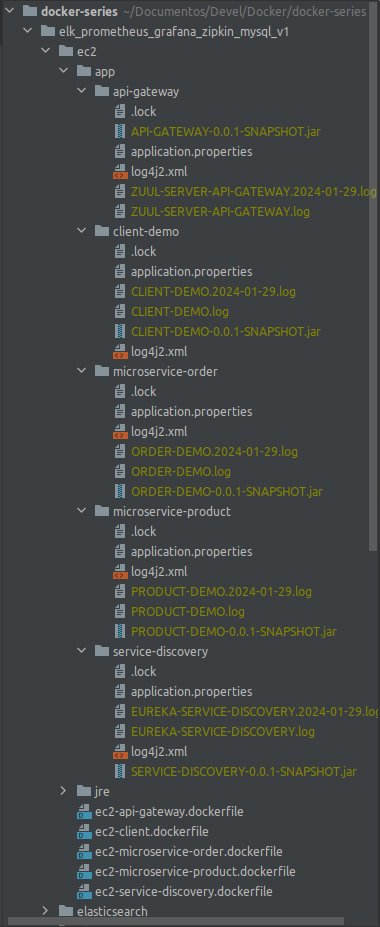 docker-series ~/Documentos/Devel/Docker/docker-series
elk_prometheus_grafana_zipkin_mysql_v1
ec2
app
api-gateway
.lock
API-GATEWAY-0.0.1-SNAPSHOT.jar
application.properties
log4j2.xml
ZUUL-SERVER-API-GATEWAY.2024-01-29.log
ZUUL-SERVER-API-GATEWAY.log
client-demo
.lock
application.properties
CLIENT-DEMO.2024-01-29.log
CLIENT-DEMO.log
CLIENT-DEMO-0.0.1-SNAPSHOT.jar
log4j2.xml
microservice-order
.lock
application.properties
log4j2.xml
ORDER-DEMO.2024-01-29.log
ORDER-DEMO.log
ORDER-DEMO-0.0.1-SNAPSHOT.jar
microservice-product
.lock
application.properties
log4j2.xml
PRODUCT-DEMO.2024-01-29.log
PRODUCT-DEMO.log
PRODUCT-DEMO-0.0.1-SNAPSHOT.jar
service-discovery
.lock
application.properties
EUREKA-SERVICE-DISCOVERY.2024-01-29.log
EUREKA-SERVICE-DISCOVERY.log
log4j2.xml
SERVICE-DISCOVERY-0.0.1-SNAPSHOT.jar
jre
ec2-api-gateway.dockerfile
ec2-client.dockerfile
ec2-microservice-order.dockerfile
ec2-microservice-product.dockerfile
ec2-service-discovery.dockerfile
elasticsearch